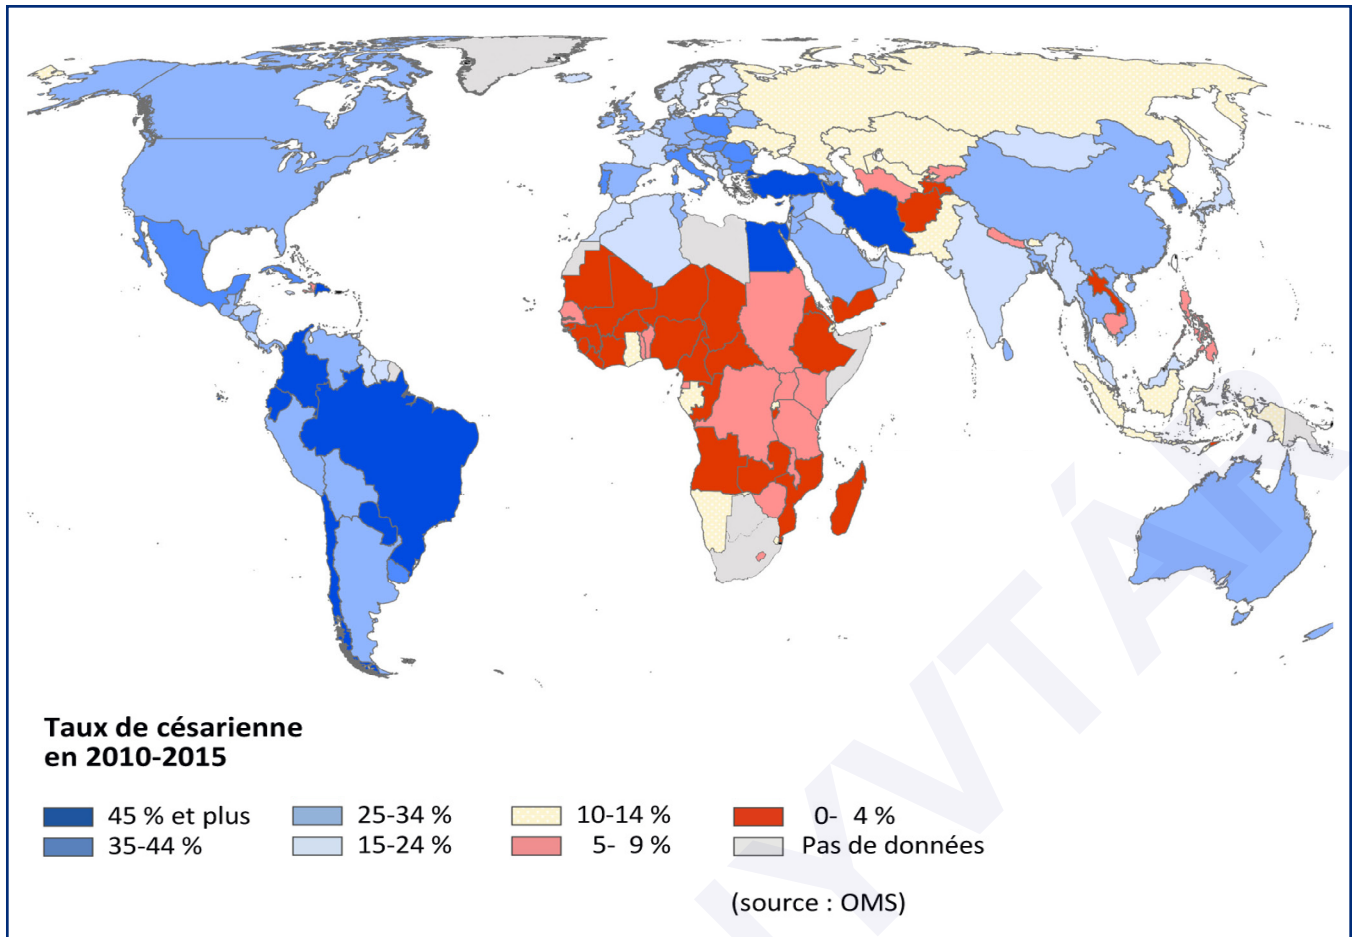 Taux de césarienne
en 2010-2015
45 % et plus
25-34 %
10-14 %
0- 4 %
35-44 %
15-24 %
5- 9 %
Pas de données
(source : OMS)
NYVTÁR